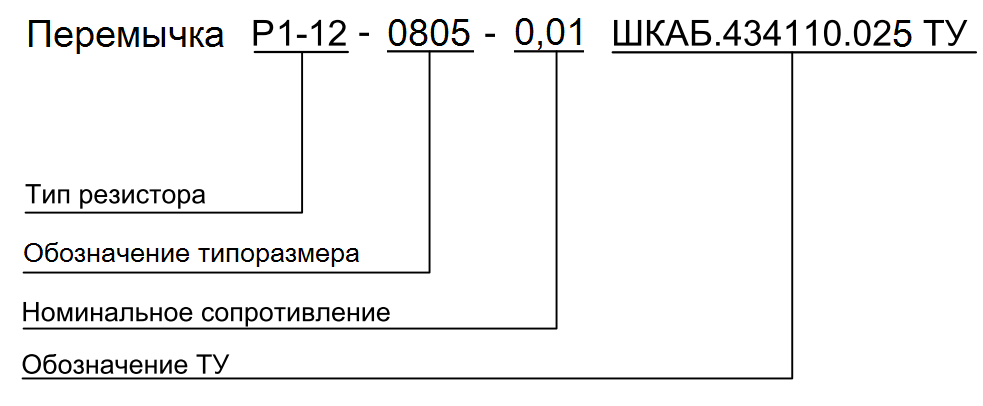 Перемычка Р1-12 - 0805 - 0,01 ШКАБ.434110.025 ТУ
Тип резистора
Обозначение типоразмера
Номинальное сопротивление
Обозначение ТУ